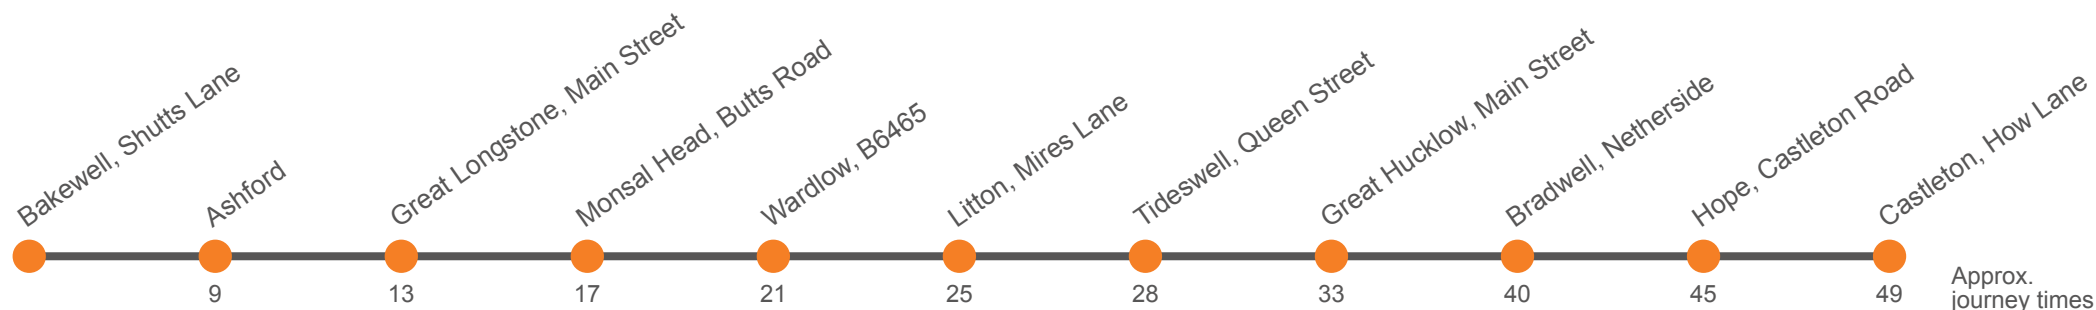 Bakewell, Shutts Lane
Ashford
Great Longstone, Main Street
Monsal Head, Butts Road
Wardlow, B6465
Litton, Mires Lane
Tideswell, Queen Street
Great Hucklow, Main Street
Bradwell, Netherside
Hope, Castleton Road
Castleton, How Lane
9
13
17
21
25
28
33
40
45
49
Approx.
journey times